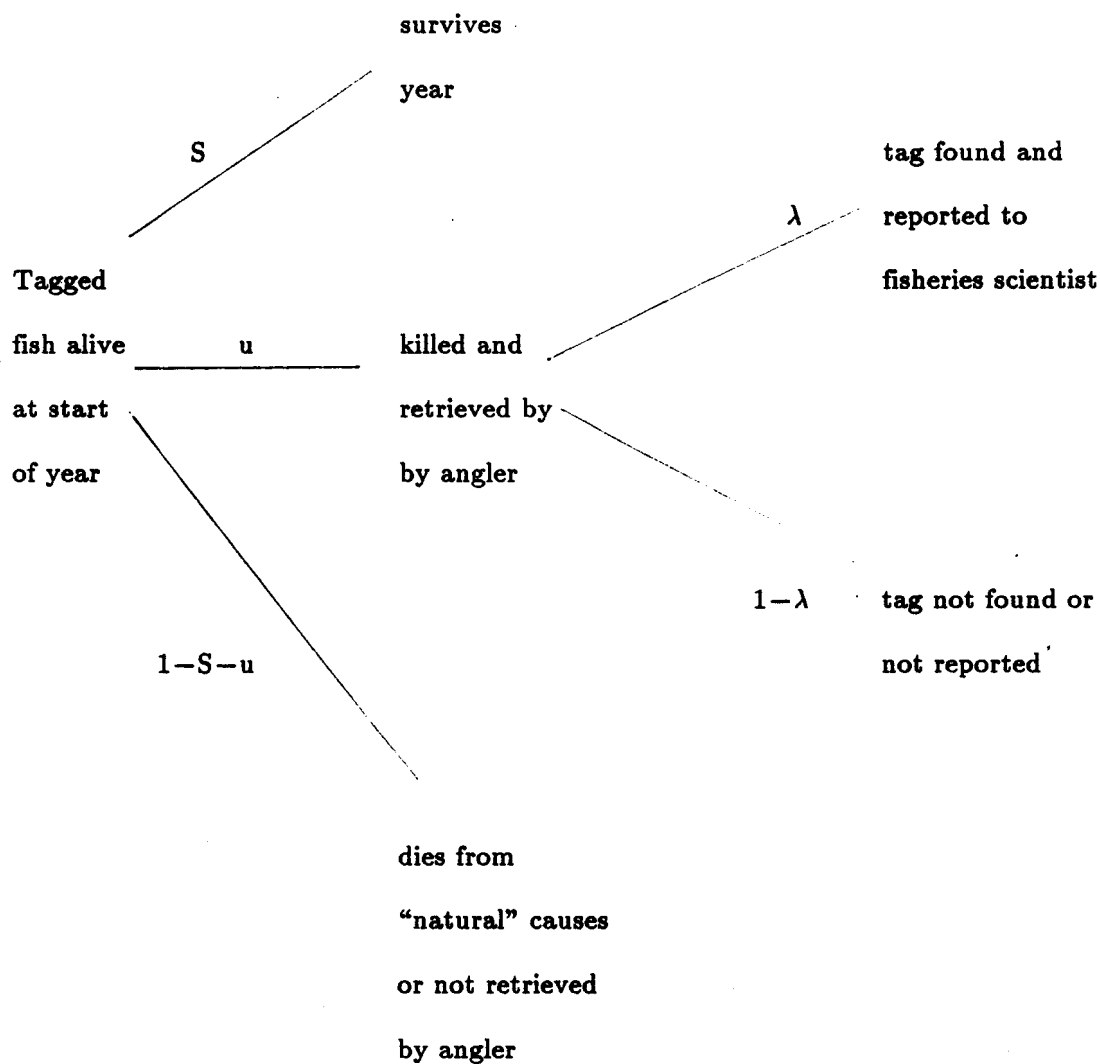 survives
year
S
tag found and
reported to
fisheries scientist
λ
Tagged
fish alive
at start
of year
u
killed and
retrieved by
by angler
1−λ
tag not found or
not reported
1−S−u
dies from
“natural” causes
or not retrieved
by angler